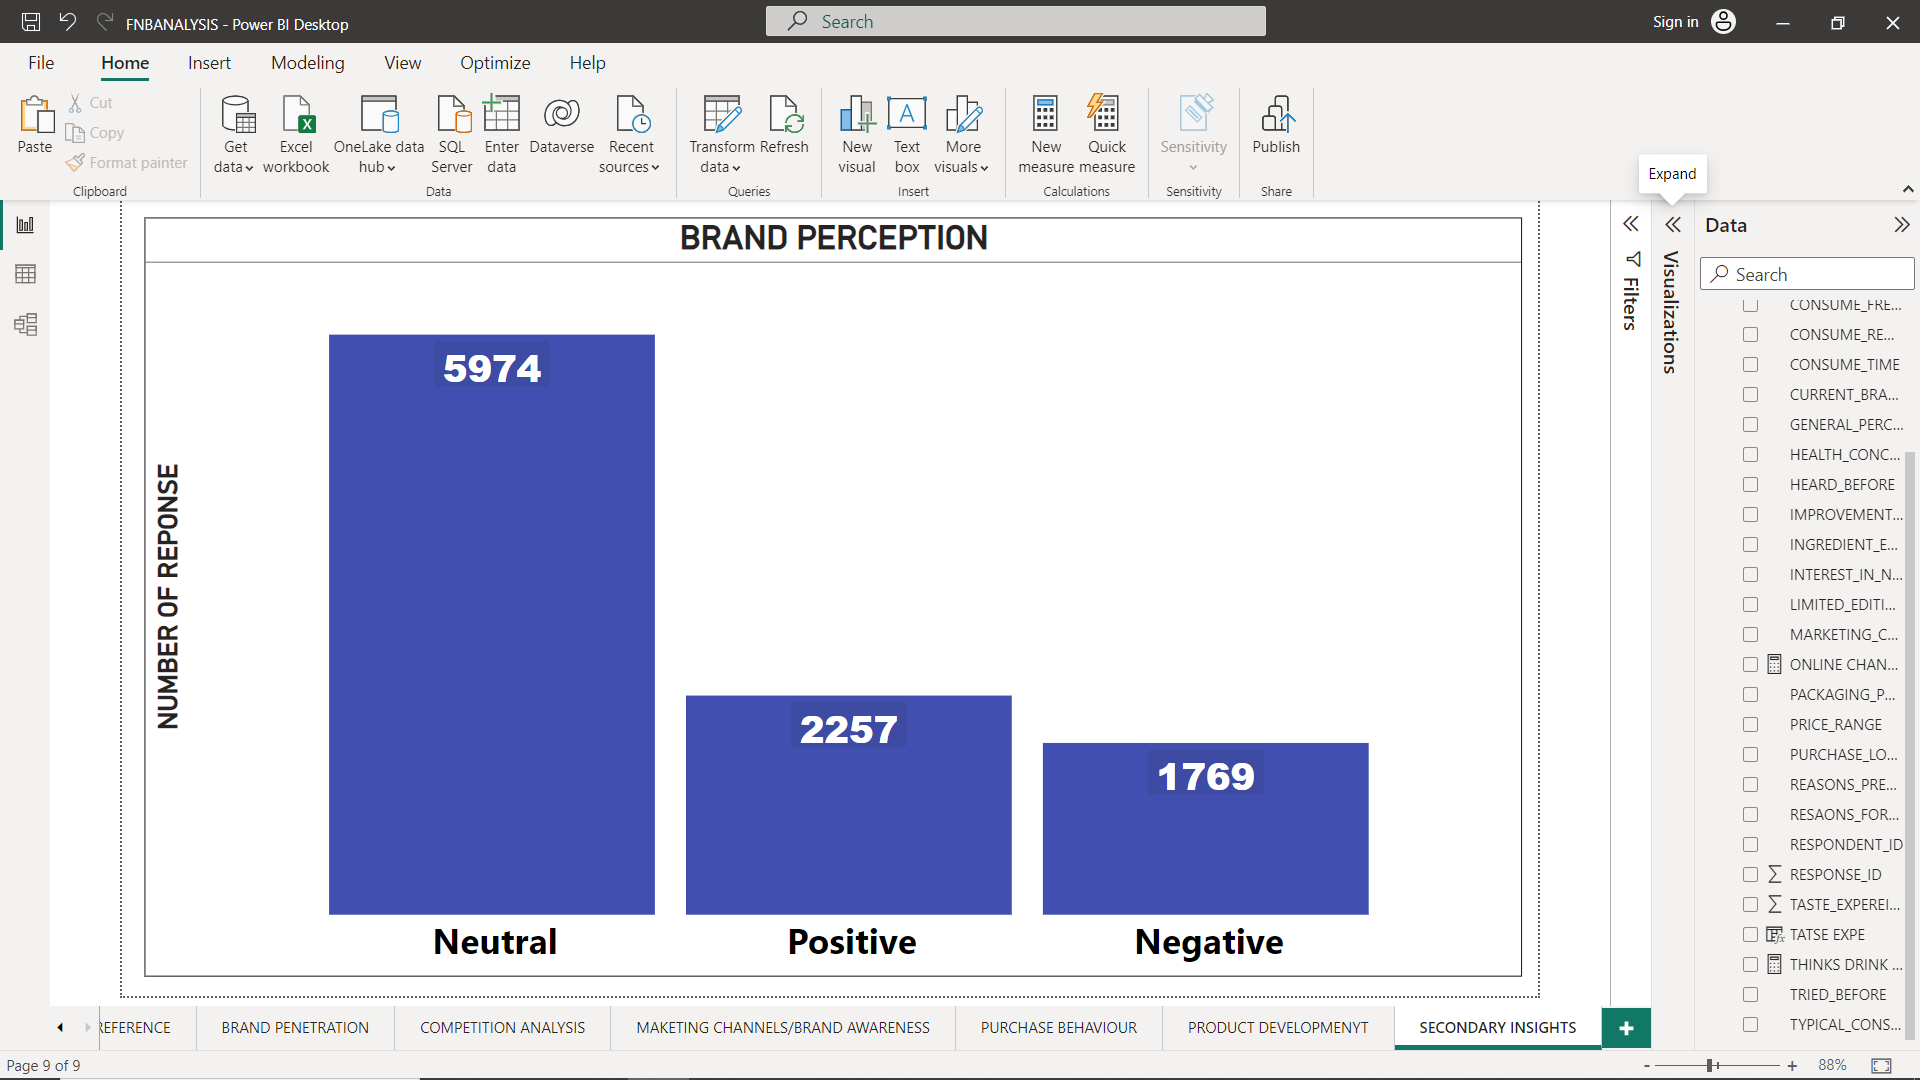 FNBANALYSIS - Power BI Desktop
Search
Sign in
File Home Insert Modeling View Optimize Help
Paste
Cut
Copy
Format painter
Clipboard
Get data
Excel workbook
OneLake data hub
SQL Server
Enter data
Dataverse
Recent sources
Data
Transform data
Refresh
Queries
New visual
Text box
More visuals
Insert
New measure
Quick measure
Calculations
Sensitivity
Sensitivity
Publish
Share
Expand
BRAND PERCEPTION
NUMBER OF REPONSE
5974
2257
1769
Neutral
Positive
Negative
Filters
Visualizations
Data
Search
CONSUME_FRE...
CONSUME_RE...
CONSUME_TIME
CURRENT_BRA...
GENERAL_PERC...
HEALTH_CONC...
HEARD_BEFORE
IMPROVEMENT...
INGREDIENT_E...
INTEREST_IN_N...
LIMITED_EDITI...
MARKETING_C...
ONLINE CHAN...
PACKAGING_P...
PRICE_RANGE
PURCHASE_LO...
REASONS_PRE...
RESAONS_FOR...
RESPONDENT_ID
RESPONSE_ID
TASTE_EXPEREI...
TATSE EXPE
THINKS DRINK ...
TRIED_BEFORE
TYPICAL_CONS...
REFERENCE
BRAND PENETRATION
COMPETITION ANALYSIS
MAKETING CHANNELS/BRAND AWARENESS
PURCHASE BEHAVIOUR
PRODUCT DEVELOPMENYT
SECONDARY INSIGHTS
Page 9 of 9
88%